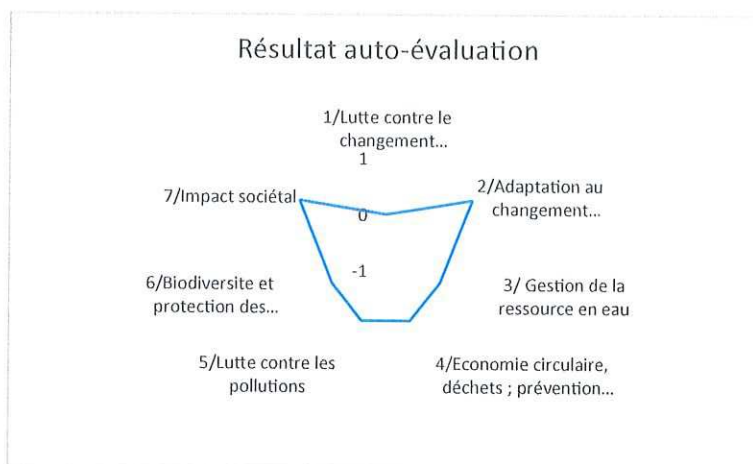 Résultat auto-évaluation
1/Lutte contre le
changement...
1
7/Impact sociétal
2/Adaptation au
changement...
0
6/Biodiversite et
protection des...
-1
3/ Gestion de la
ressource en eau
5/Lutte contre les
pollutions
4/Economie circulaire,
déchets ; prévention...